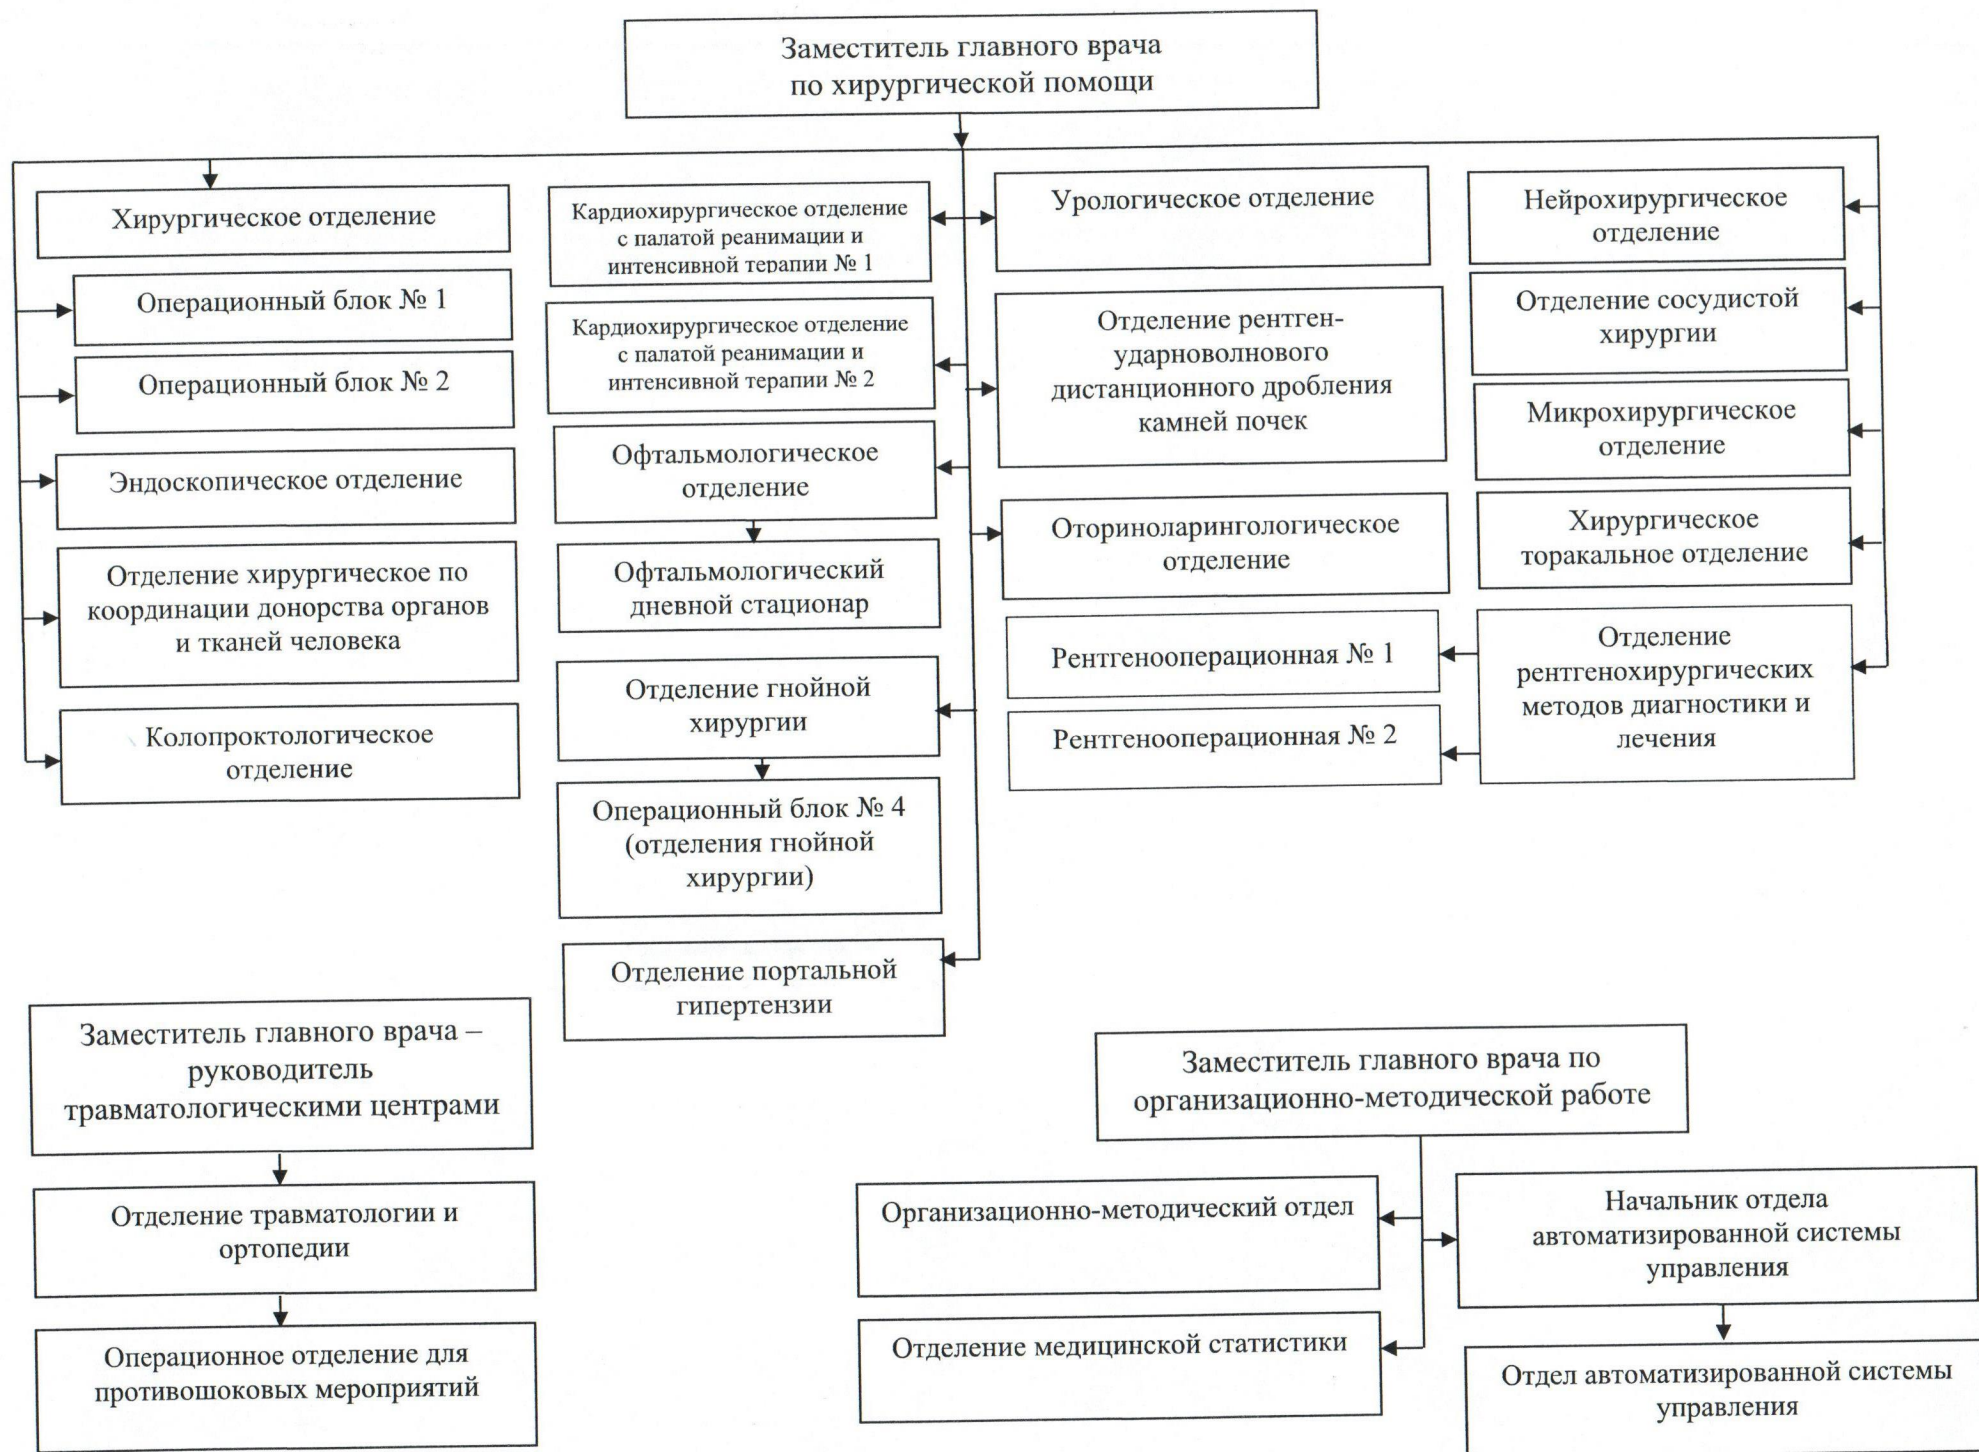 Заместитель главного врача
по хирургической помощи
Хирургическое отделение
Операционный блок № 1
Операционный блок № 2
Эндоскопическое отделение
Отделение хирургическое по
координации донорства органов
и тканей человека
Колопроктологическое
отделение
Кардиохирургическое отделение
с палатой реанимации и
интенсивной терапии № 1
Кардиохирургическое отделение
с палатой реанимации и
интенсивной терапии № 2
Офтальмологическое
отделение
Офтальмологический
дневной стационар
Отделение гнойной
хирургии
Операционный блок № 4
(отделения гнойной
хирургии)
Отделение портальной
гипертензии
Урологическое отделение
Отделение рентген-
ударноволнового
дистанционного дробления
камней почек
Оториноларингологическое
отделение
Рентгенооперационная № 1
Рентгенооперационная № 2
Нейрохирургическое
отделение
Отделение сосудистой
хирургии
Микрохирургическое
отделение
Хирургическое
торакальное отделение
Отделение
рентгенохирургических
методов диагностики и
лечения
Заместитель главного врача –
руководитель
травматологическими центрами
Отделение травматологии и
ортопедии
Операционное отделение для
противошоковых мероприятий
Заместитель главного врача по
организационно-методической работе
Организационно-методический отдел
Отделение медицинской статистики
Начальник отдела
автоматизированной системы
управления
Отдел автоматизированной системы
управления